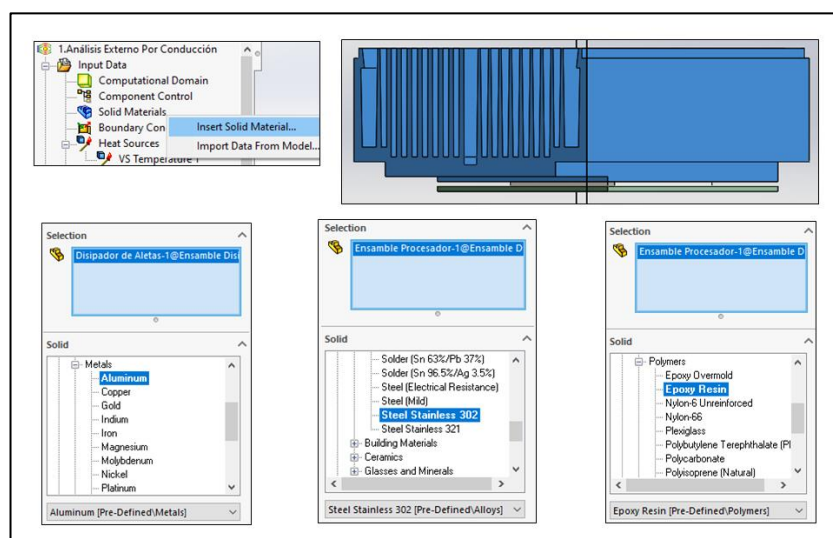 1.Análisis Externo Por Conducción
Input Data
Computational Domain
Component Control
Solid Materials
Boundary Con
Insert Solid Material...
Heat Sources
Import Data From Model...
VS Temperature 1
Selection
Disipador de Aletas-1@Ensamble Disi
Solid
Metals
Aluminum
Copper
Gold
Indium
Iron
Magnesium
Molybdenum
Nickel
Platinum
Aluminum [Pre-Defined\Metals]
Selection
Ensamble Procesador-1@Ensamble D
Solid
Solder (Sn 63%/Pb 37%)
Solder (Sn 96.5%/Ag 3.5%)
Steel (Electrical Resistance)
Steel (Mild)
Steel Stainless 302
Steel Stainless 321
Building Materials
Ceramics
Glasses and Minerals
Steel Stainless 302 [Pre-Defined\Alloys]
Selection
Ensamble Procesador-1@Ensamble D
Solid
Polymers
Epoxy Overmold
Epoxy Resin
Nylon-6 Unreinforced
Nylon-66
Plexiglass
Polybutylene Terephthalate (Pl
Polycarbonate
Polyisoprene (Natural)
Epoxy Resin [Pre-Defined\Polymers]